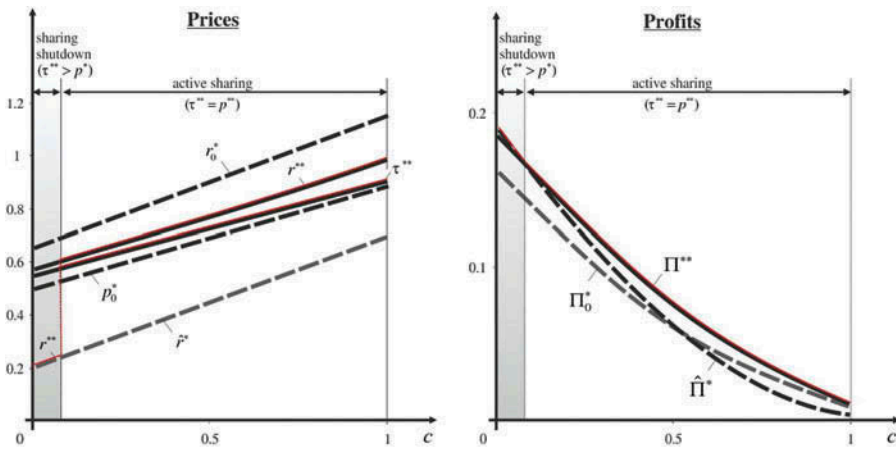 Prices
sharing
shutdown
(τ** > p*)
active sharing
(τ** = p**)
1.2
1
0.8
0.6
0.4
0.2
0
0.5
1
c
r₀*
r**
τ**
p₀*
r**
r̂*
Profits
sharing
shutdown
(τ** > p*)
active sharing
(τ** = p**)
0.2
0.1
0
0.5
1
c
Π**
Π₀*
Π̂*